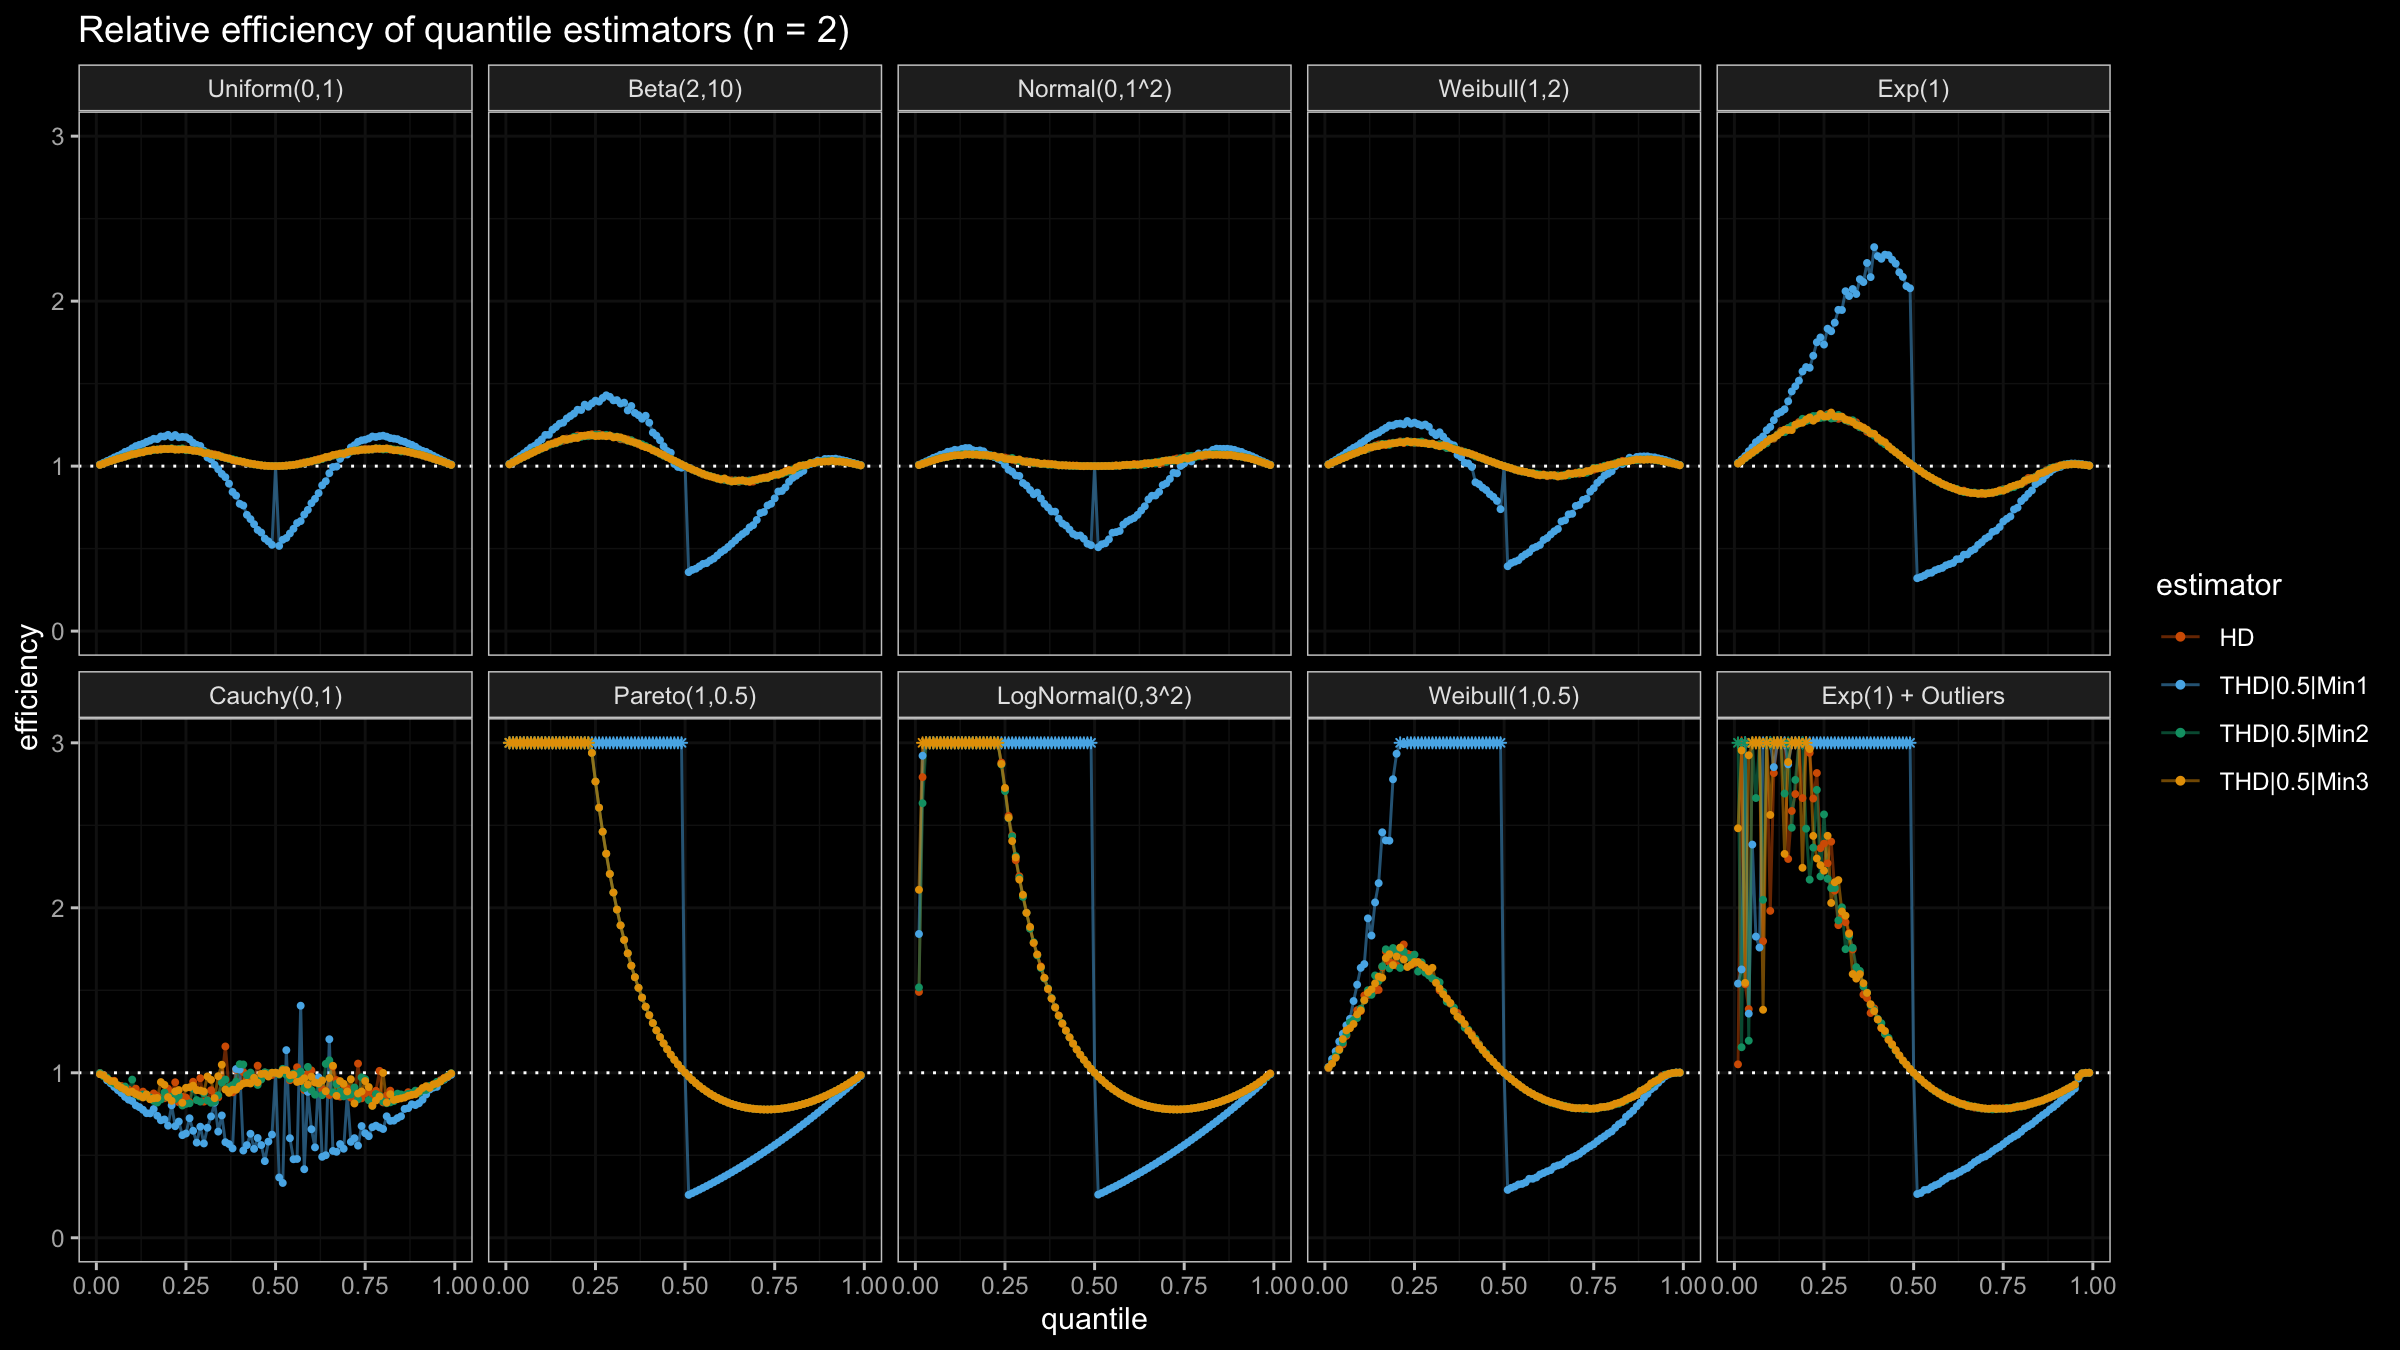 Relative efficiency of quantile estimators (n = 2)
Uniform(0,1)
Beta(2,10)
Normal(0,1^2)
Weibull(1,2)
Exp(1)
3
2
1
0
efficiency
Cauchy(0,1)
Pareto(1,0.5)
LogNormal(0,3^2)
Weibull(1,0.5)
Exp(1) + Outliers
3
2
1
0
0.00 0.25 0.50 0.75 1.00
0.00 0.25 0.50 0.75 1.00
0.00 0.25 0.50 0.75 1.00
0.00 0.25 0.50 0.75 1.00
0.00 0.25 0.50 0.75 1.00
quantile
estimator
HD
THD|0.5|Min1
THD|0.5|Min2
THD|0.5|Min3